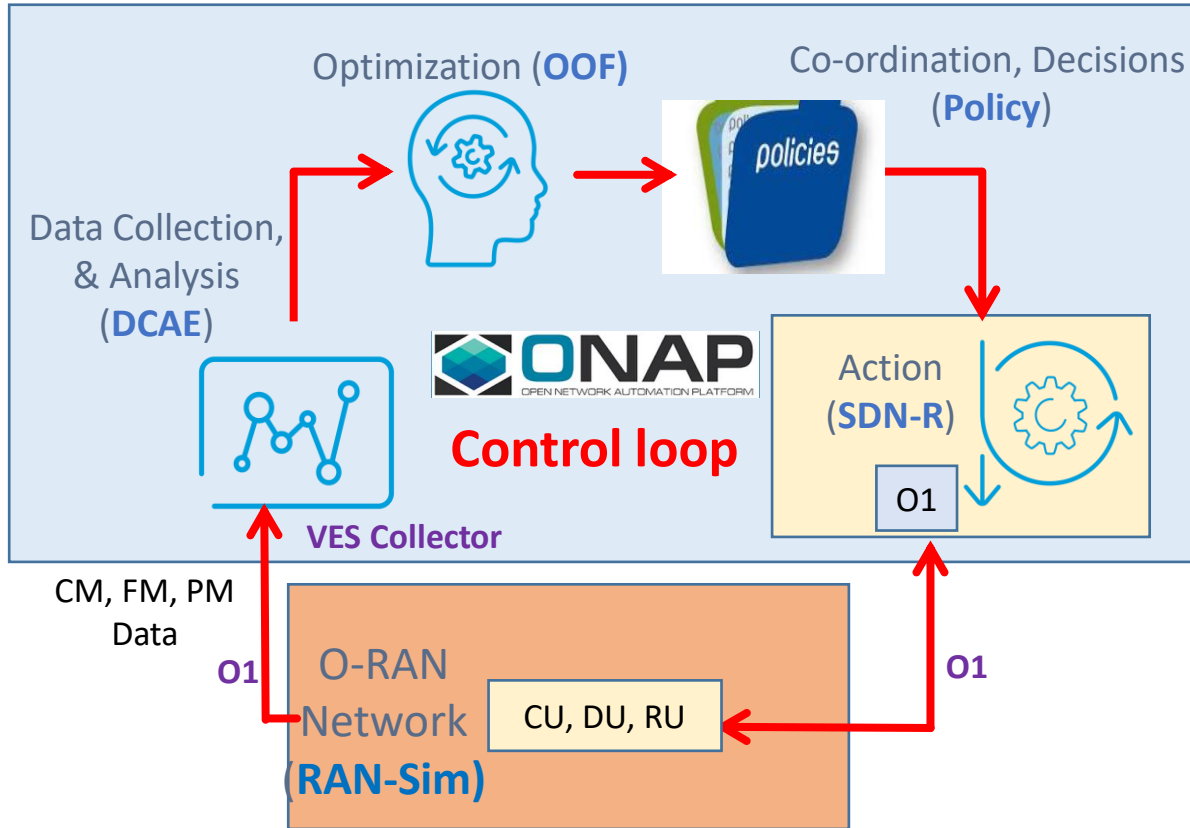 Optimization (OOF)
Co-ordination, Decisions
(Policy)
policies
Data Collection,
& Analysis
(DCAE)
ONAP
OPEN NETWORK AUTOMATION PLATFORM
Control loop
Action
(SDN-R)
O1
VES Collector
CM, FM, PM
Data
O1
O-RAN
Network
(RAN-Sim)
CU, DU, RU
O1